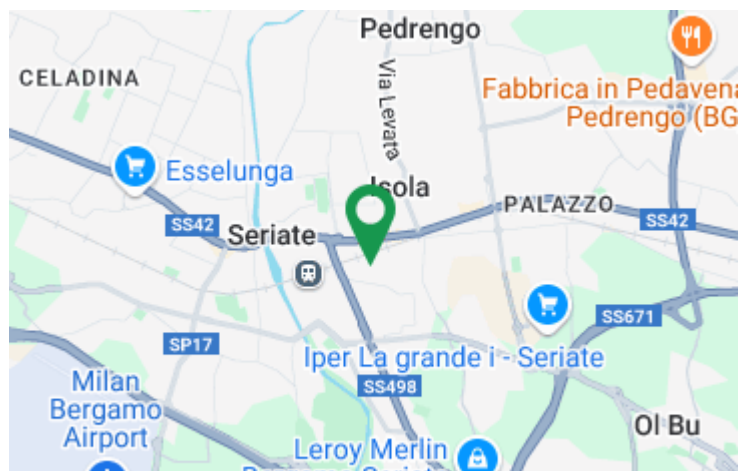 Pedrengo
CELADINA
Via Levata
Fabbrica in Pedavena
Pedrengo (BG
Esselunga
Isola
SS42
Seriate
PALAZZO
SS42
SS671
SP17
Iper La grande i - Seriate
SS498
Milan
Bergamo
Airport
Ol Bu
Leroy Merlin